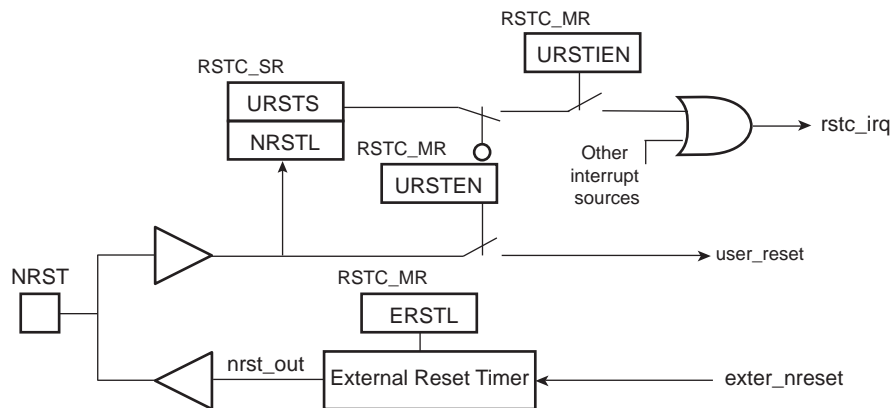 RSTC_MR
URSTIEN
RSTC_SR
URSTS
NRSTL
RSTC_MR
URSTEN
rstc_irq
Other
interrupt
sources
NRST
user_reset
RSTC_MR
ERSTL
nrst_out
External Reset Timer
exter_nreset